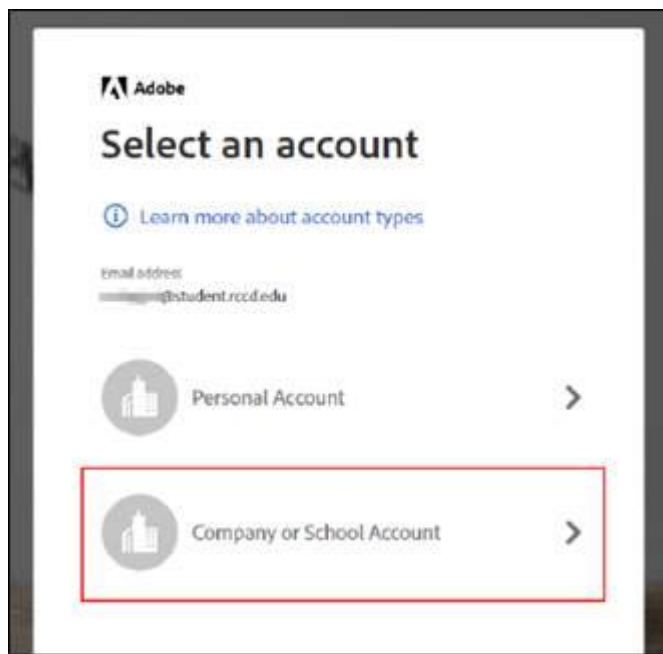 Adobe
Select an account
Learn more about account types
Email address
@student.rccd.edu
Personal Account
Company or School Account